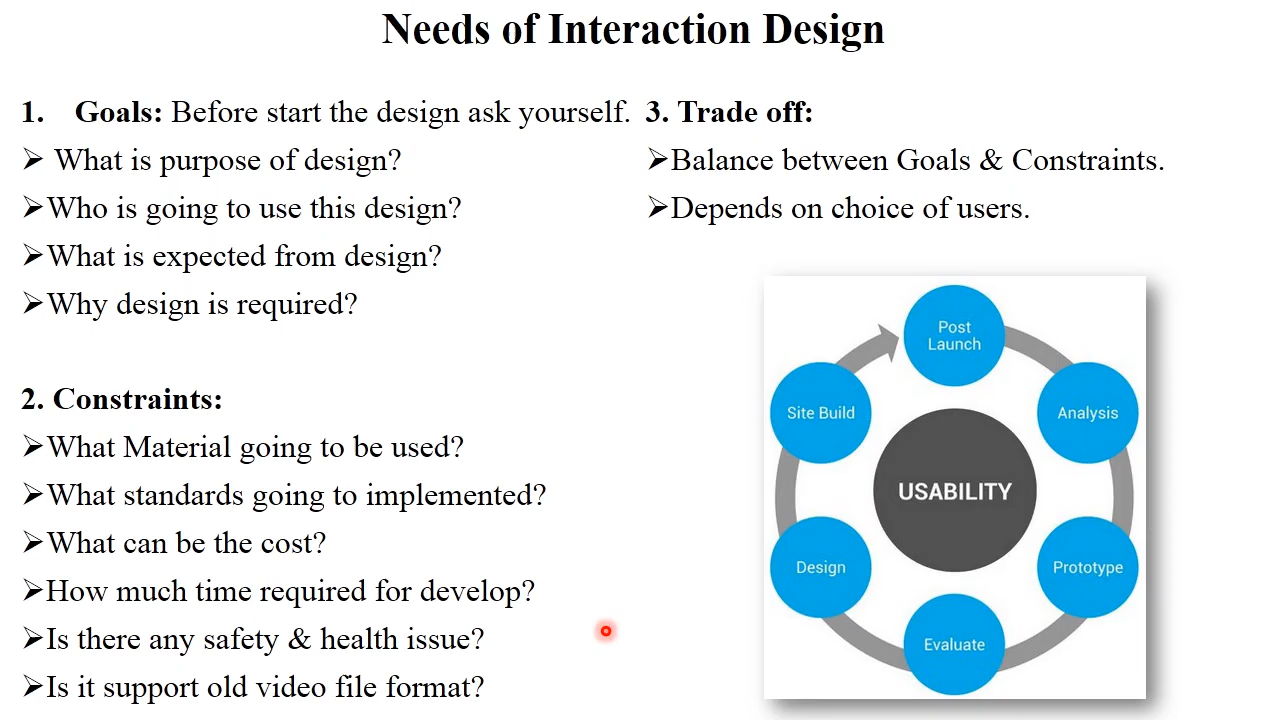 Needs of Interaction Design
1. Goals: Before start the design ask yourself.
➢ What is purpose of design?
➢Who is going to use this design?
➢What is expected from design?
➢Why design is required?
2. Constraints:
➢What Material going to be used?
➢What standards going to implemented?
➢What can be the cost?
➢How much time required for develop?
➢Is there any safety & health issue?
➢Is it support old video file format?
3. Trade off:
➢Balance between Goals & Constraints.
➢Depends on choice of users.
Post
Launch
Analysis
Prototype
Evaluate
Design
Site Build
USABILITY